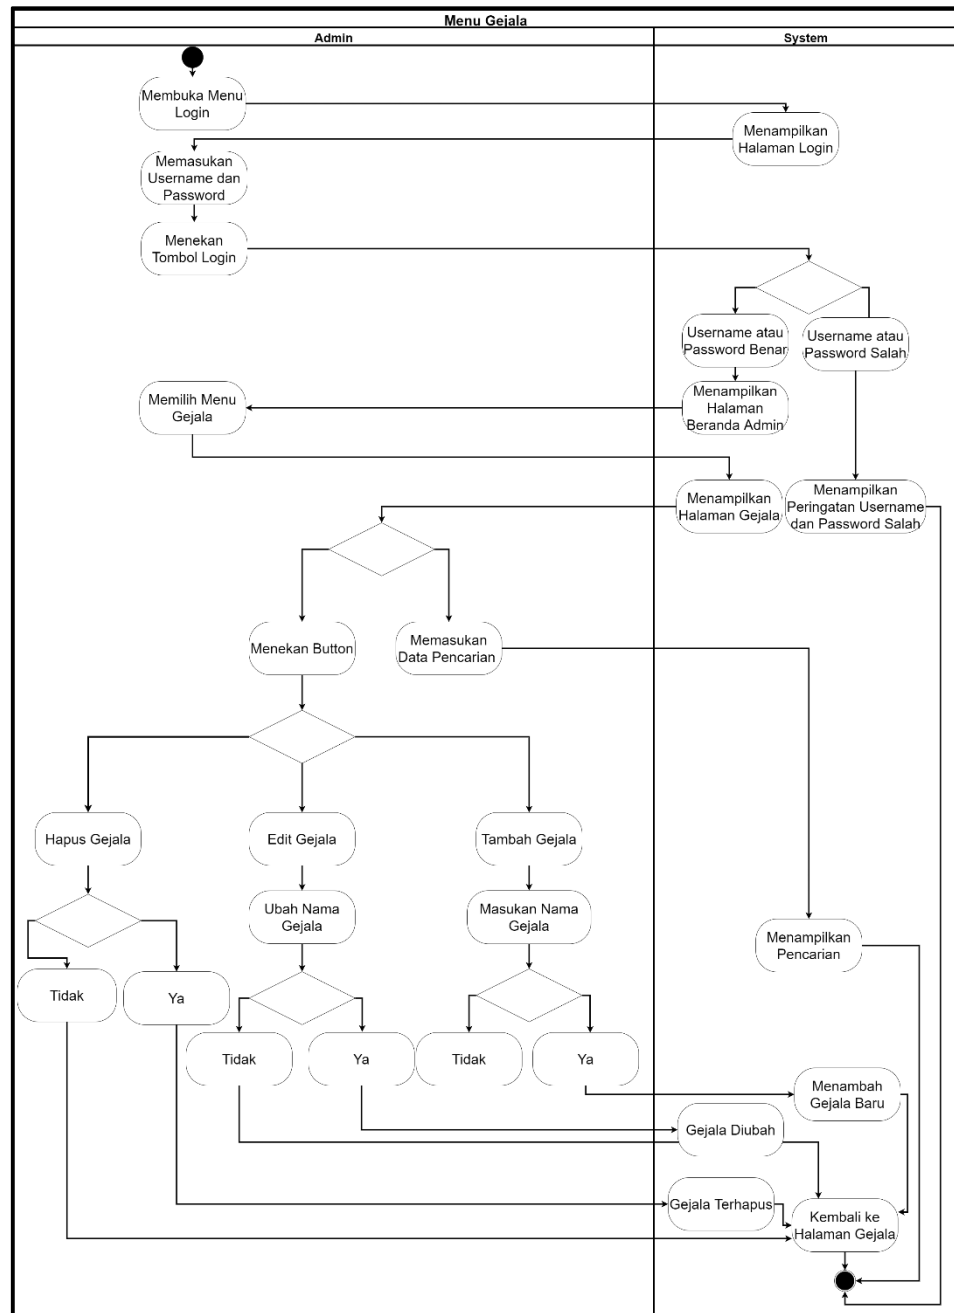 Menu Gejala
Admin
System
Membuka Menu
Login
Menampilkan
Halaman Login
Memasukan
Username dan
Password
Menekan
Tombol Login
Username atau
Password Benar
Username atau
Password Salah
Menampilkan
Halaman
Beranda Admin
Memilih Menu
Gejala
Menampilkan
Halaman Gejala
Menampilkan
Peringatan Username
dan Password Salah
Menekan Button
Memasukan
Data Pencarian
Hapus Gejala
Edit Gejala
Tambah Gejala
Ubah Nama
Gejala
Masukan Nama
Gejala
Menampilkan
Pencarian
Tidak
Ya
Tidak
Ya
Tidak
Ya
Menambah
Gejala Baru
Gejala Diubah
Gejala Terhapus
Kembali ke
Halaman Gejala